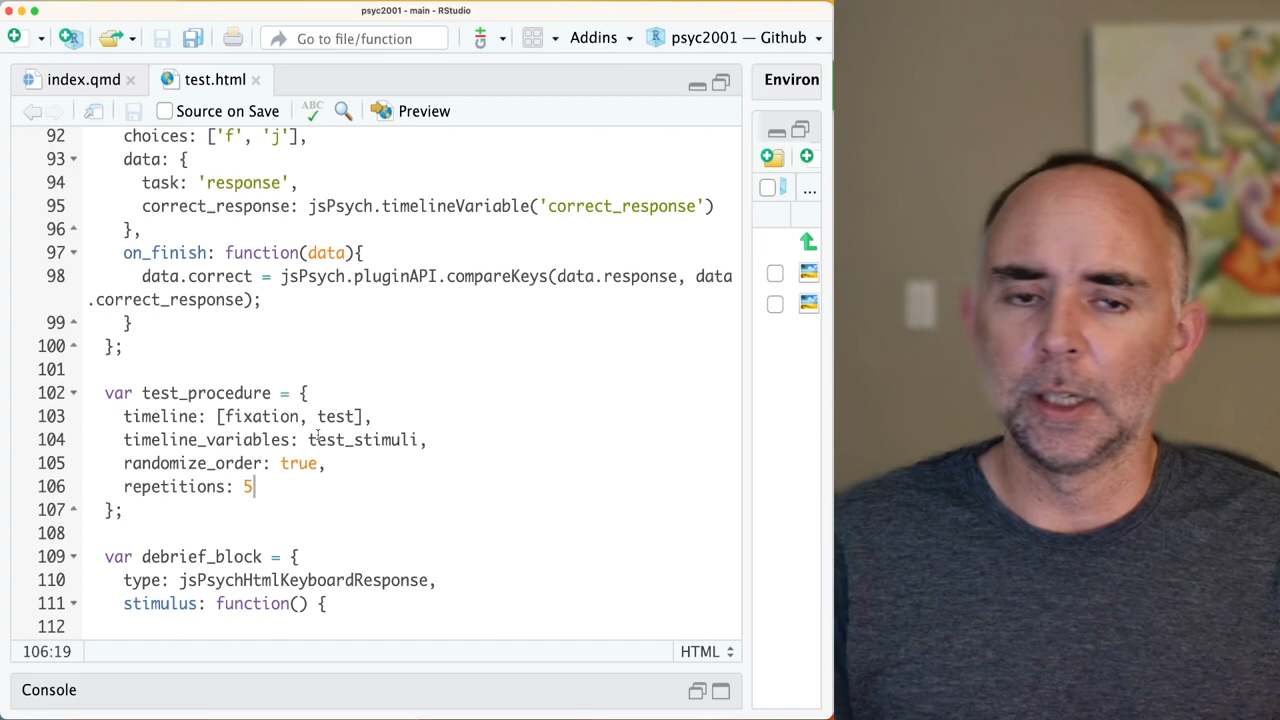 psyc2001 - main - RStudio
Go to file/function
Addins
psyc2001 — Github
index.qmd
test.html
Environ
Source on Save
ABC
Preview
92 choices: ['f', 'j'],
93 data: {
94 task: 'response',
95 correct_response: jsPsych.timelineVariable('correct_response')
96 },
97 on_finish: function(data){
98 data.correct = jsPsych.pluginAPI.compareKeys(data.response, data
.correct_response);
99 }
100 };
101
102 var test_procedure = {
103 timeline: [fixation, test],
104 timeline_variables: test_stimuli,
105 randomize_order: true,
106 repetitions: 5
107 };
108
109 var debrief_block = {
110 type: jsPsychHtmlKeyboardResponse,
111 stimulus: function() {
112
106:19
HTML
Console
...